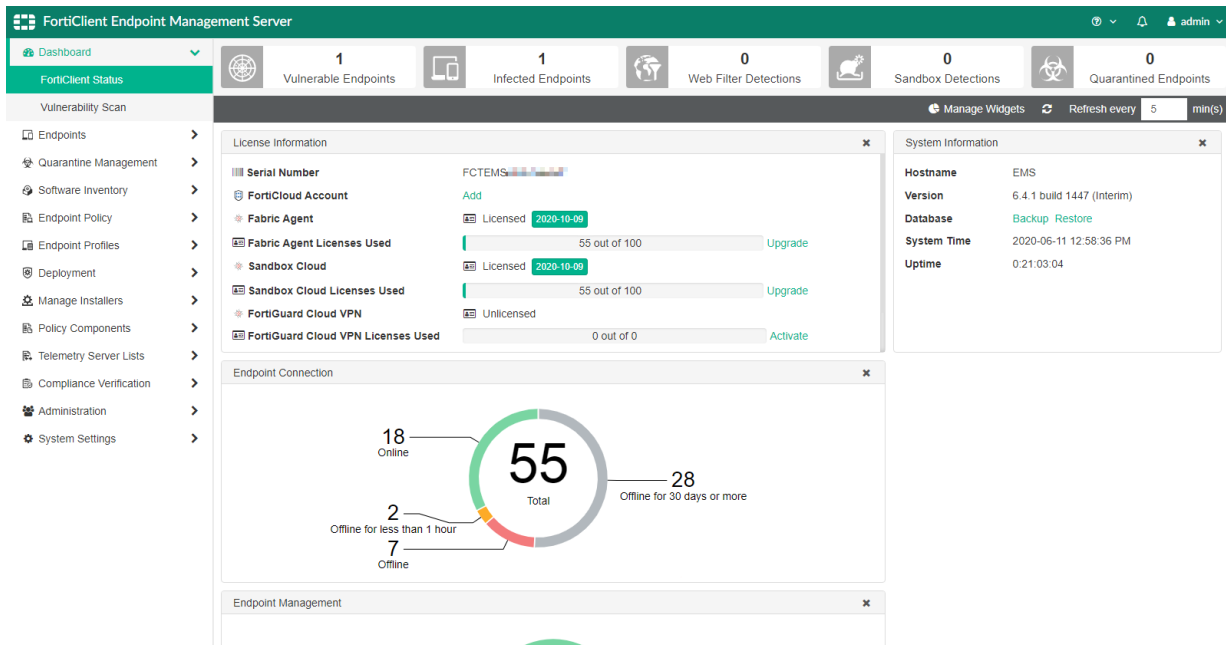 FortiClient Endpoint Management Server
admin
Dashboard
FortiClient Status
Vulnerability Scan
Endpoints
Quarantine Management
Software Inventory
Endpoint Policy
Endpoint Profiles
Deployment
Manage Installers
Policy Components
Telemetry Server Lists
Compliance Verification
Administration
System Settings
1
Vulnerable Endpoints
1
Infected Endpoints
0
Web Filter Detections
0
Sandbox Detections
0
Quarantined Endpoints
Manage Widgets Refresh every 5 min(s)
License Information
Serial Number FCTEMS
FortiCloud Account Add
Fabric Agent Licensed 2020-10-09
Fabric Agent Licenses Used 55 out of 100 Upgrade
Sandbox Cloud Licensed 2020-10-09
Sandbox Cloud Licenses Used 55 out of 100 Upgrade
FortiGuard Cloud VPN Unlicensed
FortiGuard Cloud VPN Licenses Used 0 out of 0 Activate
System Information
Hostname EMS
Version 6.4.1 build 1447 (Interim)
Database Backup Restore
System Time 2020-06-11 12:58:36 PM
Uptime 0:21:03:04
Endpoint Connection
18
Online
55
Total
28
Offline for 30 days or more
2
Offline for less than 1 hour
7
Offline
Endpoint Management